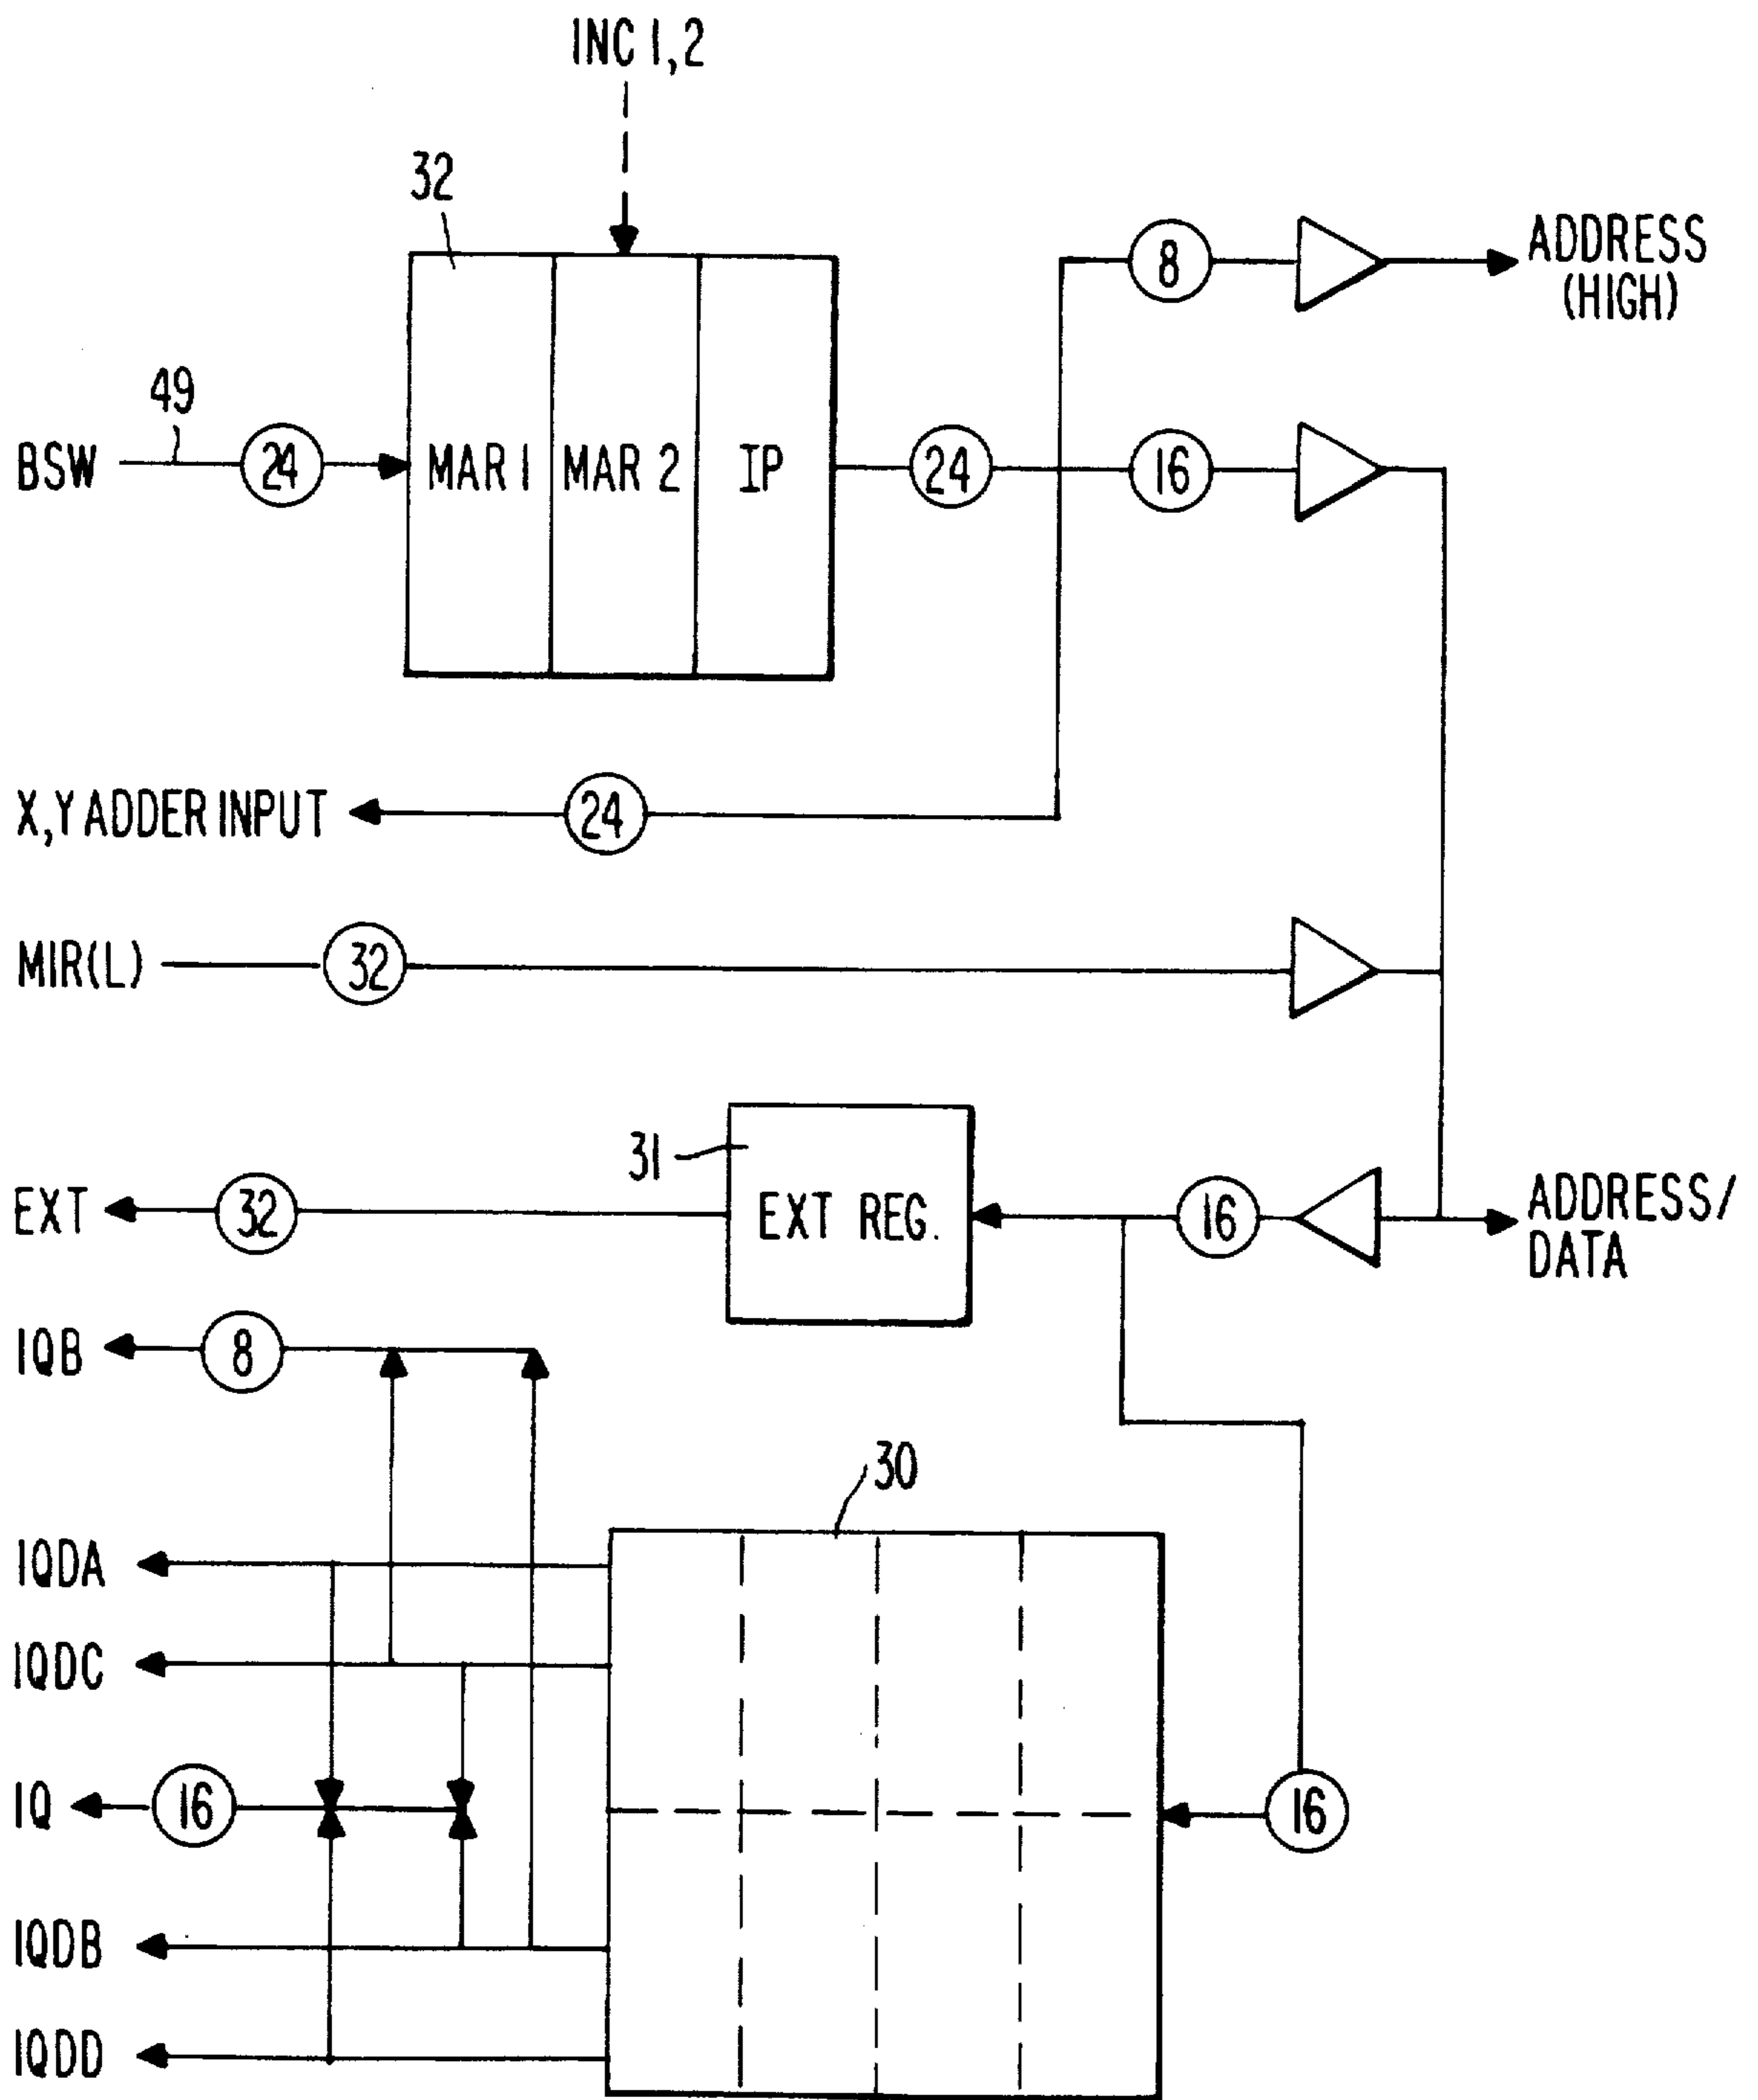 INC 1,2
32
8
ADDRESS
(HIGH)
49
BSW
24
MAR 1
MAR 2
IP
24
16
X,Y ADDER INPUT
24
MIR(L)
32
31
EXT
32
EXT REG.
16
ADDRESS/
DATA
IQB
8
30
IQDA
IQDC
IQ
16
16
IQDB
IQDD